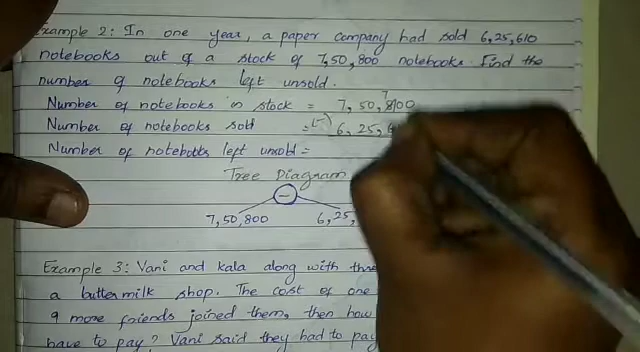 Example 2: In one year, a paper company had sold 6,25,610
notebooks out of a stock of 7,50,800 notebooks. Find the
number of notebooks left unsold.
7
Number of notebooks in stock = 7,50,800
Number of notebooks sold = (-) 6,25,
Number of notebooks left unsold =
Tree Diagram
-
7,50,800 6,25,
Example 3: Vani and Kala along with thre
a buttermilk shop. The cost of one
9 more friends joined them, then how
have to pay? Vani said they had to pay